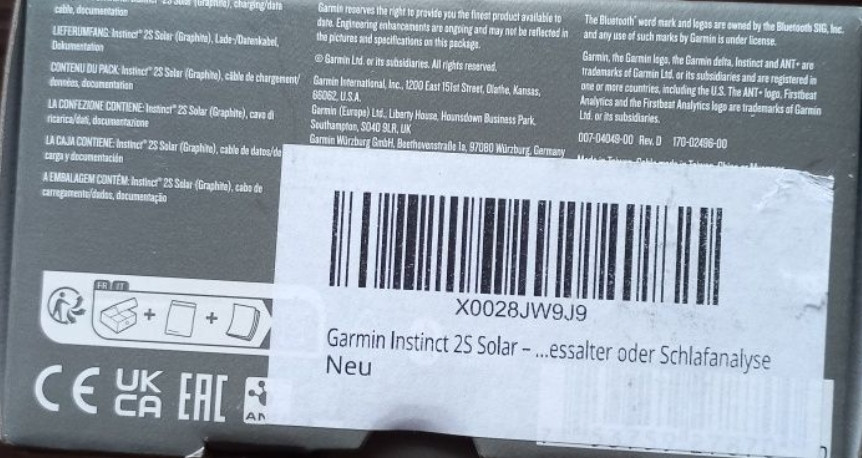 2S Solar (Graphite), charging/data
cable, documentation
LIEFERUMFANG: Instinct® 2S Solar (Graphite), Lade-/Datenkabel,
Dokumentation
CONTENU DU PACK: Instinct® 2S Solar (Graphite), câble de chargement/
données, documentation
LA CONFEZIONE CONTIENE: Instinct® 2S Solar (Graphite), cavo di
ricarica/dati, documentazione
LA CAJA CONTIENE: Instinct® 2S Solar (Graphite), cable de datos/de
carga y documentación
A EMBALAGEM CONTÉM: Instinct® 2S Solar (Graphite), cabo de
carregamento/dados, documentação
Garmin reserves the right to provide you the finest product available to
date. Engineering enhancements are ongoing and may not be reflected in
the pictures and specifications on this package.
© Garmin Ltd. or its subsidiaries. All rights reserved.
Garmin International, Inc., 1200 East 151st Street, Olathe, Kansas,
66062, U.S.A.
Garmin (Europe) Ltd., Liberty House, Hounsdown Business Park,
Southampton, SO40 9LR, UK
Garmin Würzburg GmbH, Beethovenstraße 1a, 97080 Würzburg, Germany
The Bluetooth® word mark and logos are owned by the Bluetooth SIG, Inc.
and any use of such marks by Garmin is under license.
Garmin, the Garmin logo, the Garmin delta, Instinct and ANT+ are
trademarks of Garmin Ltd. or its subsidiaries and are registered in
one or more countries, including the U.S. The ANT+ logo, Firstbeat
Analytics and the Firstbeat Analytics logo are trademarks of Garmin
Ltd. or its subsidiaries.
007-04049-00 Rev. D 170-02496-00
Made in Taiwan
FR IT
CE UK CA EAC AN
X0028JW9J9
Garmin Instinct 2S Solar – ...essalter oder Schlafanalyse
Neu